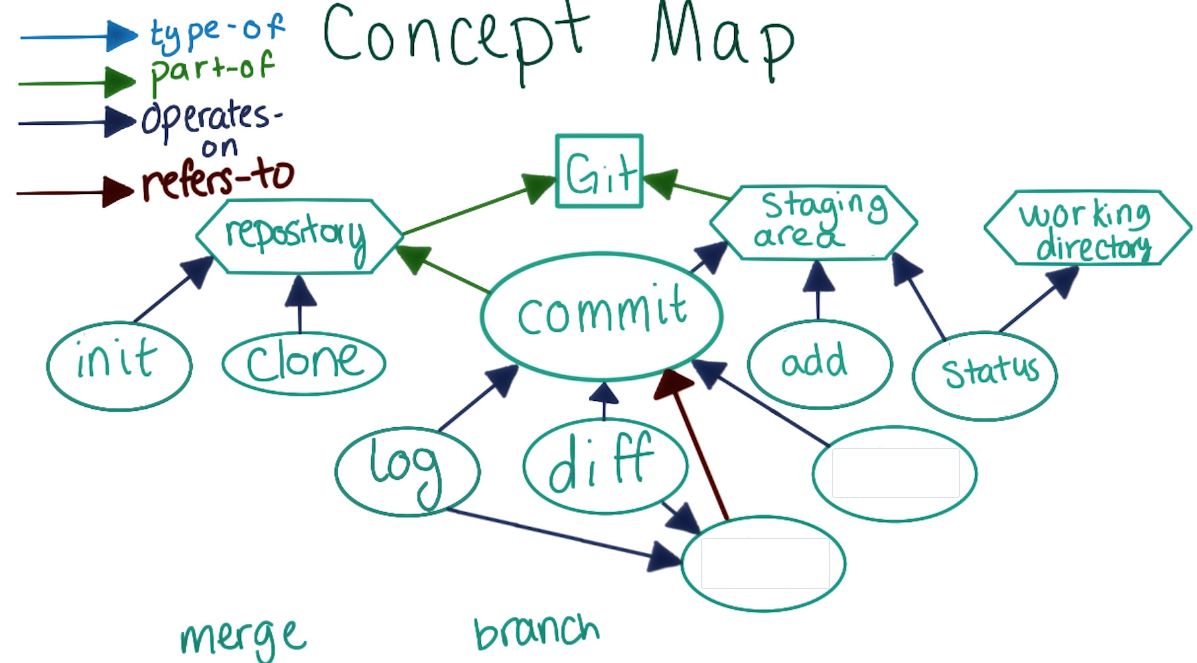 type-of
Concept Map
part-of
operates-
on
refers-to
Git
repository
Staging
area
working
directory
commit
init
Clone
add
Status
log
diff
merge
branch